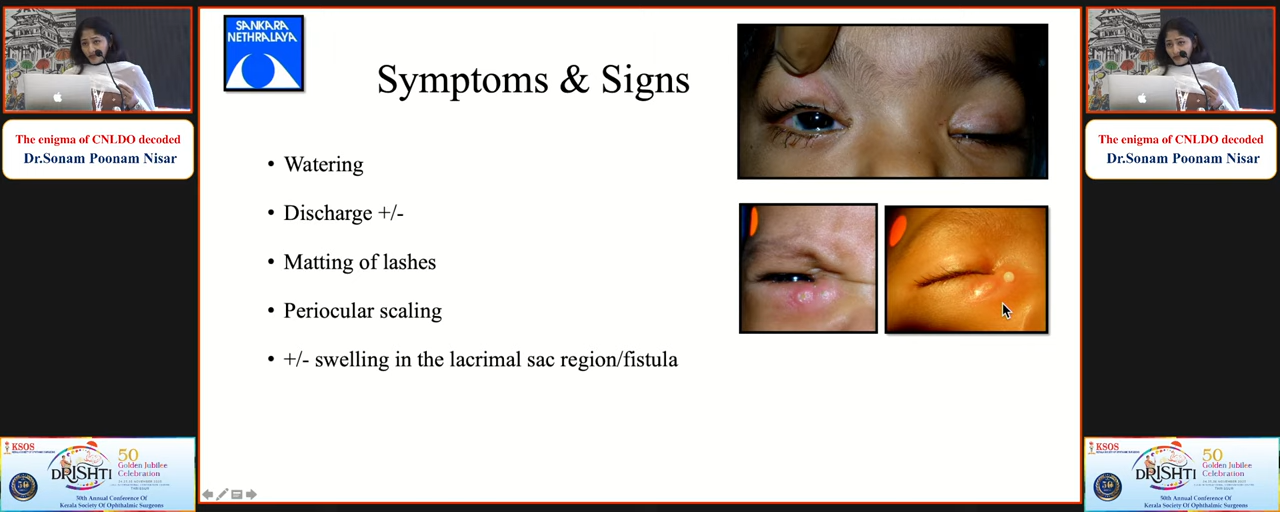 SANKARA
NETHRALAYA
Symptoms & Signs
• Watering
• Discharge +/-
• Matting of lashes
• Periocular scaling
• +/- swelling in the lacrimal sac region/fistula
The enigma of CNLDO decoded
Dr.Sonam Poonam Nisar
The enigma of CNLDO decoded
Dr.Sonam Poonam Nisar
KSOS
DRISHTI
50
Golden Jubilee
Celebration
50th Annual Conference Of
Kerala Society Of Ophthalmic Surgeons
KSOS
DRISHTI
50
Golden Jubilee
Celebration
50th Annual Conference Of
Kerala Society Of Ophthalmic Surgeons